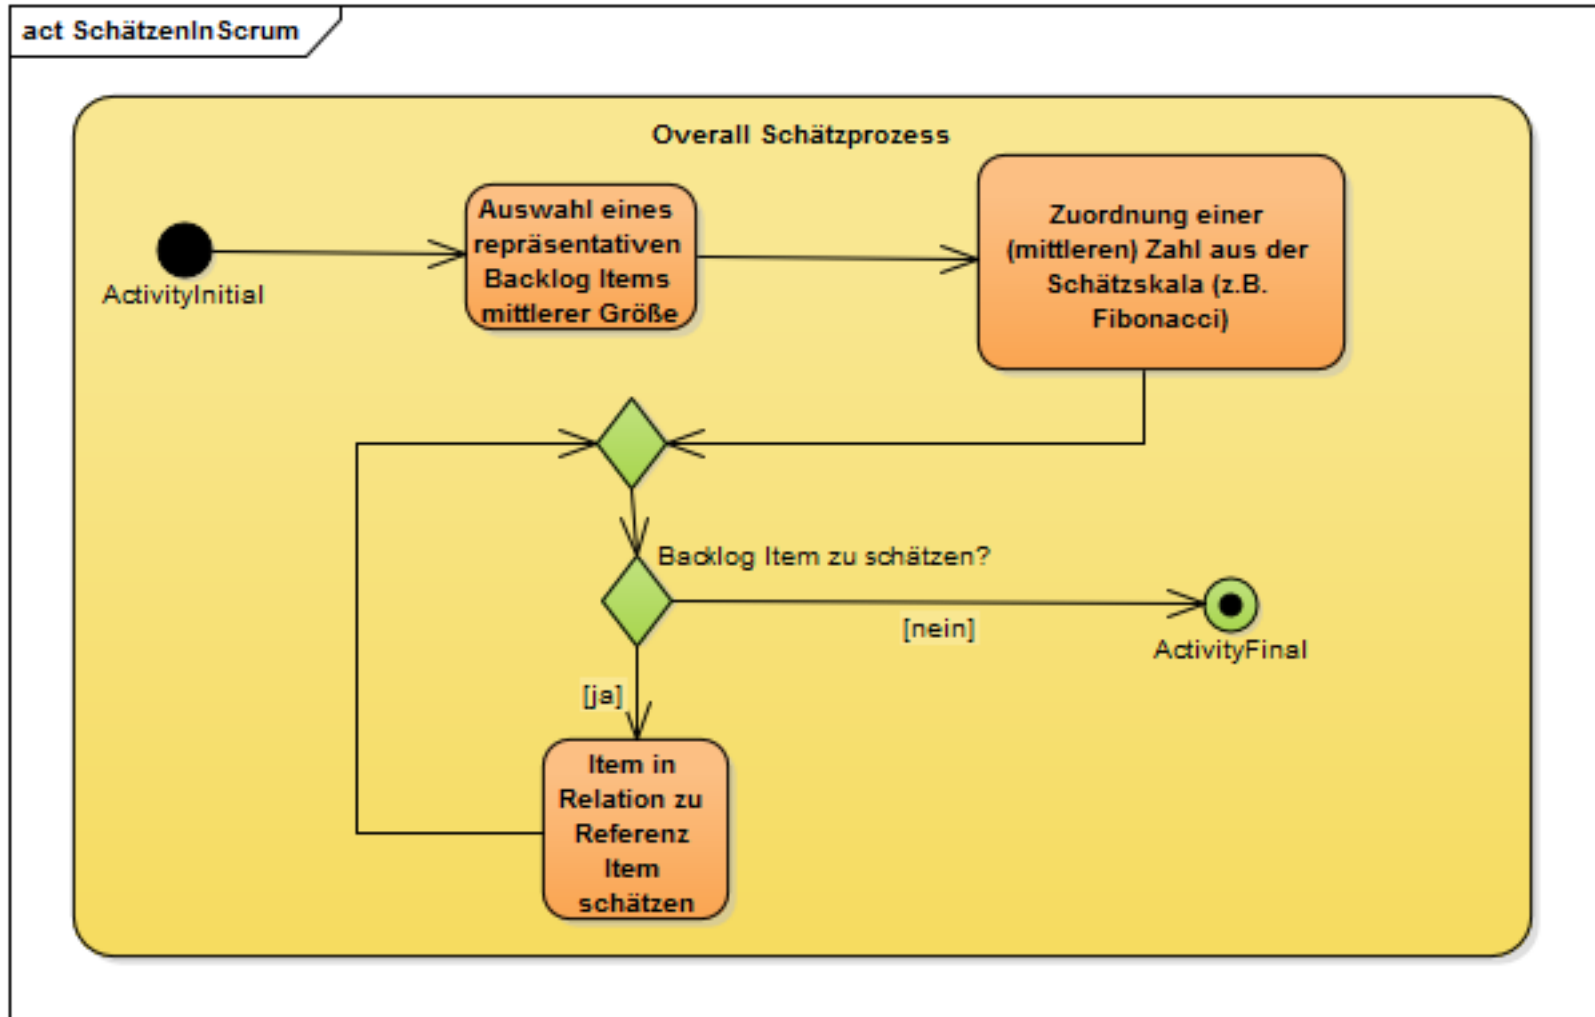 act SchätzenInScrum
Overall Schätzprozess
Auswahl eines
repräsentativen
Backlog Items
mittlerer Größe
Zuordnung einer
(mittleren) Zahl aus der
Schätzskala (z.B.
Fibonacci)
ActivityInitial
Backlog Item zu schätzen?
[nein]
ActivityFinal
[ja]
Item in
Relation zu
Referenz
Item
schätzen